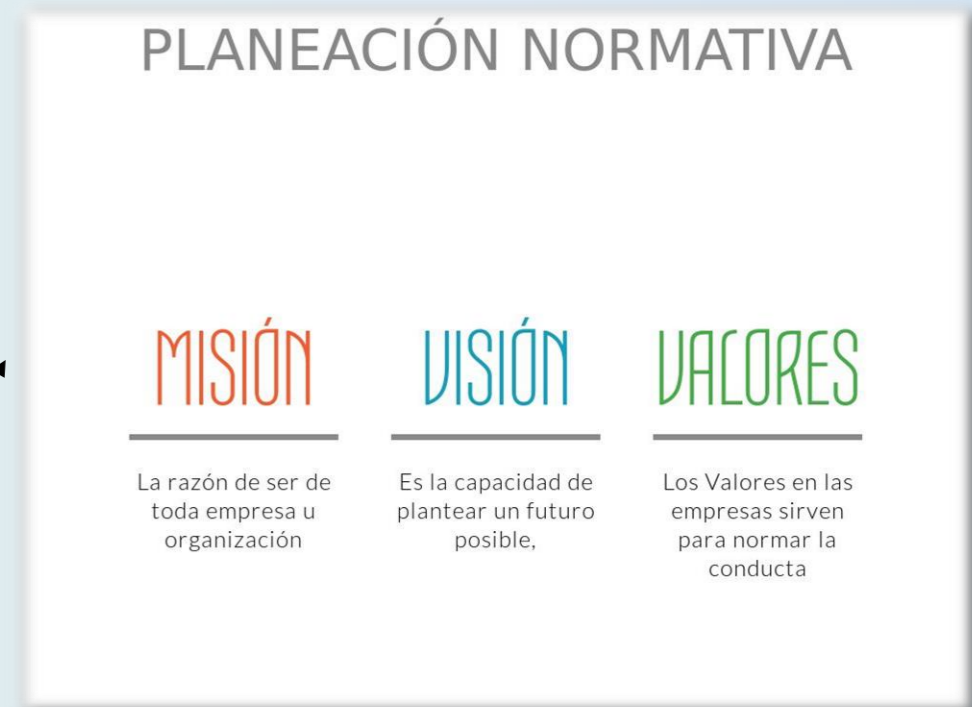 PLANEACIÓN NORMATIVA
MISIÓN
La razón de ser de
toda empresa u
organización
VISIÓN
Es la capacidad de
plantear un futuro
posible,
VALORES
Los Valores en las
empresas sirven
para normar la
conducta